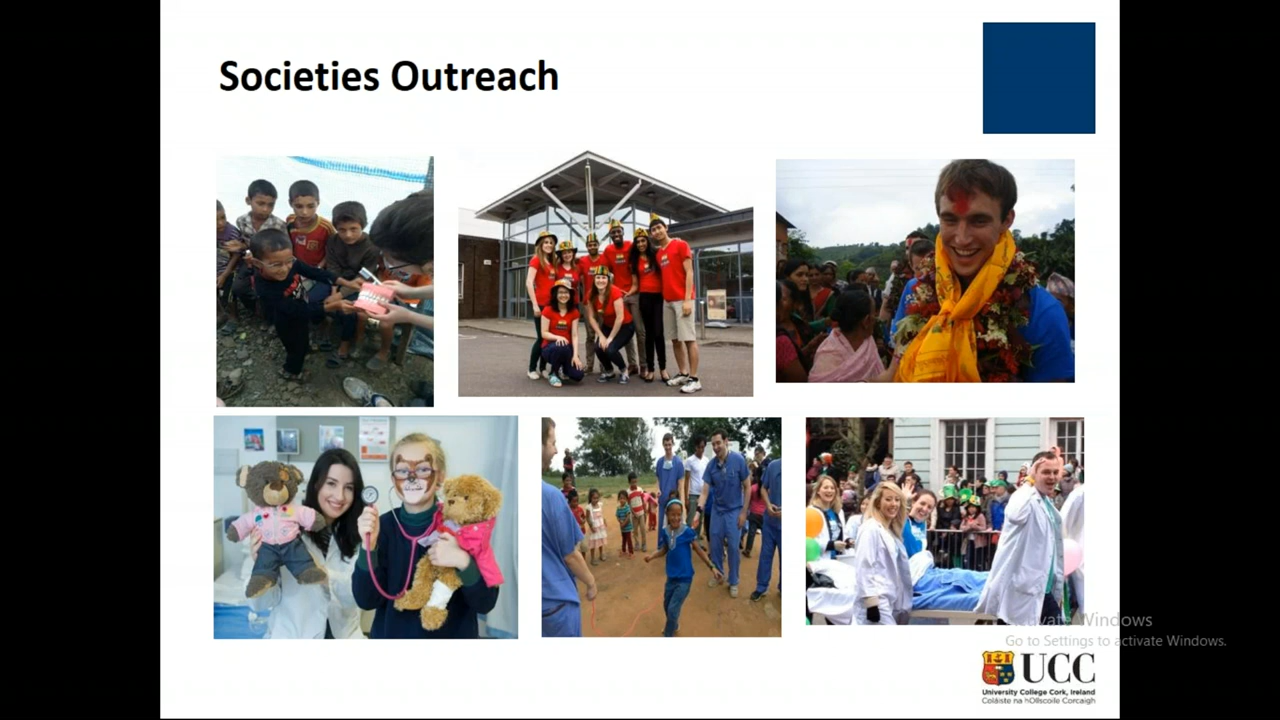 Societies Outreach
Activate Windows
Go to Settings to activate Windows.
UCC
University College Cork, Ireland
Coláiste na hOllscoile Corcaigh